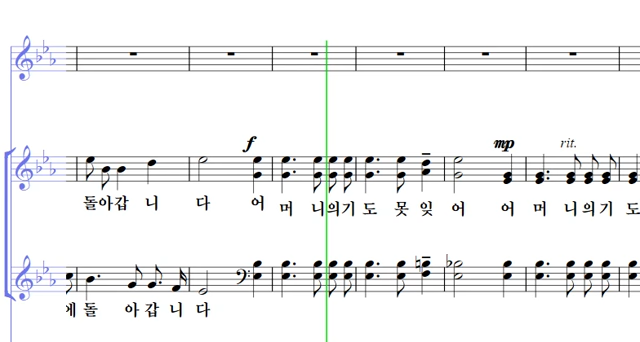 f mp rit.
돌아갑 니 다 어 머 니의기 도 못 잊 어 어 머 니의기 도
에 돌 아 갑 니 다